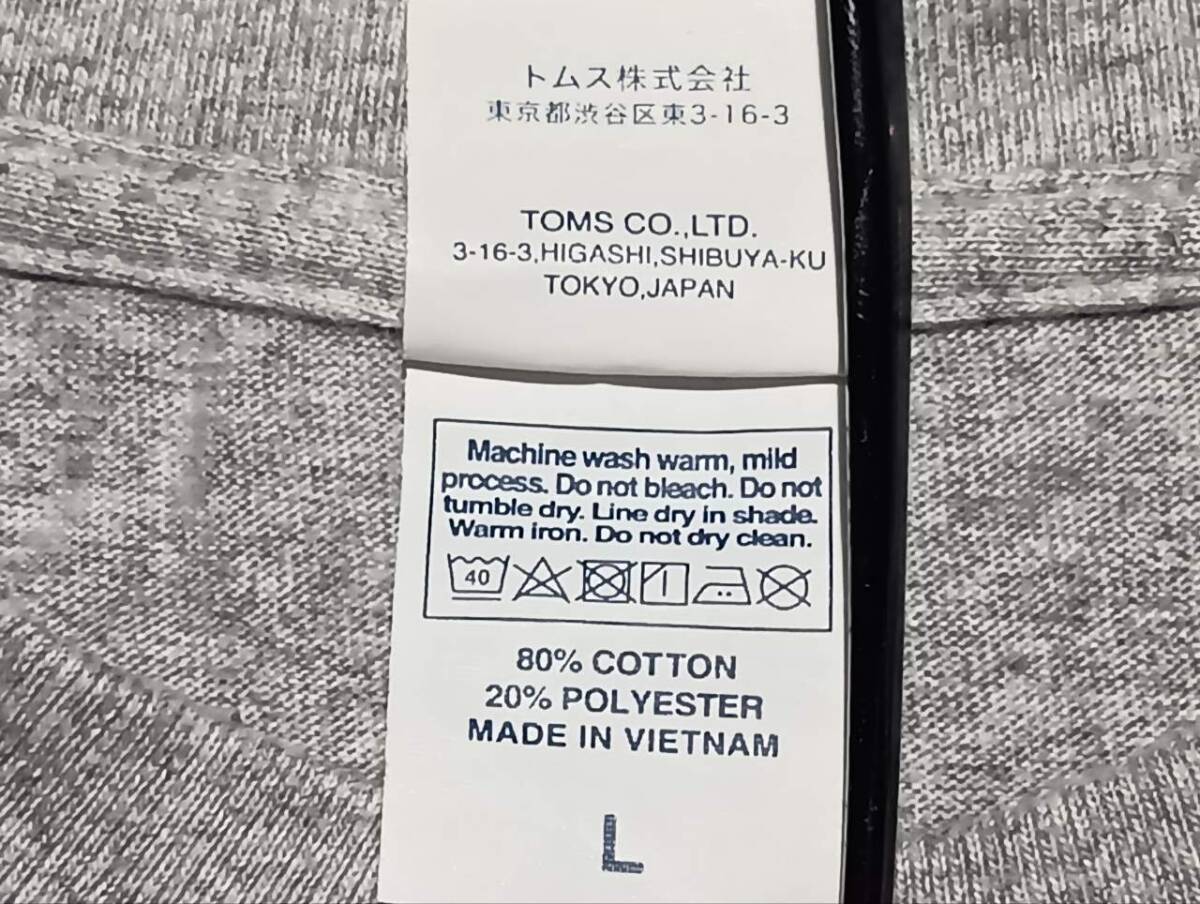 トムス株式会社
東京都渋谷区東3-16-3
TOMS CO.,LTD.
3-16-3,HIGASHI,SHIBUYA-KU
TOKYO,JAPAN
Machine wash warm, mild
process. Do not bleach. Do not
tumble dry. Line dry in shade.
Warm iron. Do not dry clean.
40
80% COTTON
20% POLYESTER
MADE IN VIETNAM
L